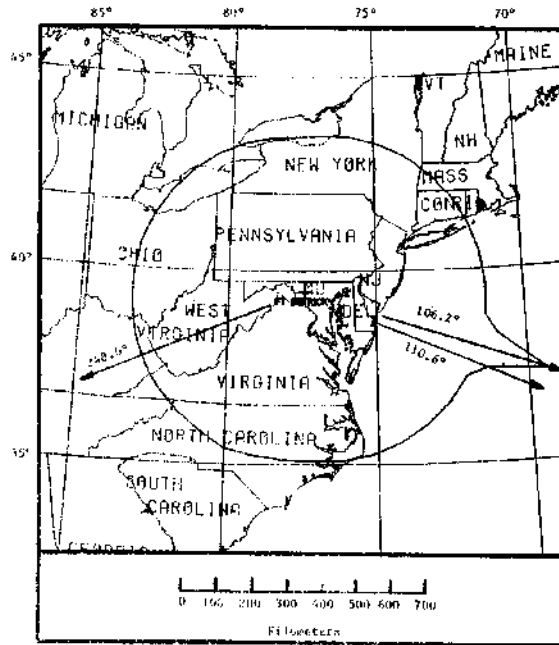 85° 80° 75° 70°
45°
MAINE
VT
MICHIGAN
NH
NEW YORK
MASS
CONRI
PENNSYLVANIA
OHIO
40°
NJ
WEST
DEL
106.2°
VIRGINIA
110.6°
VIRGINIA
NORTH CAROLINA
35°
SOUTH
CAROLINA
GEORGIA
0 100 200 300 400 500 600 700
Kilometers